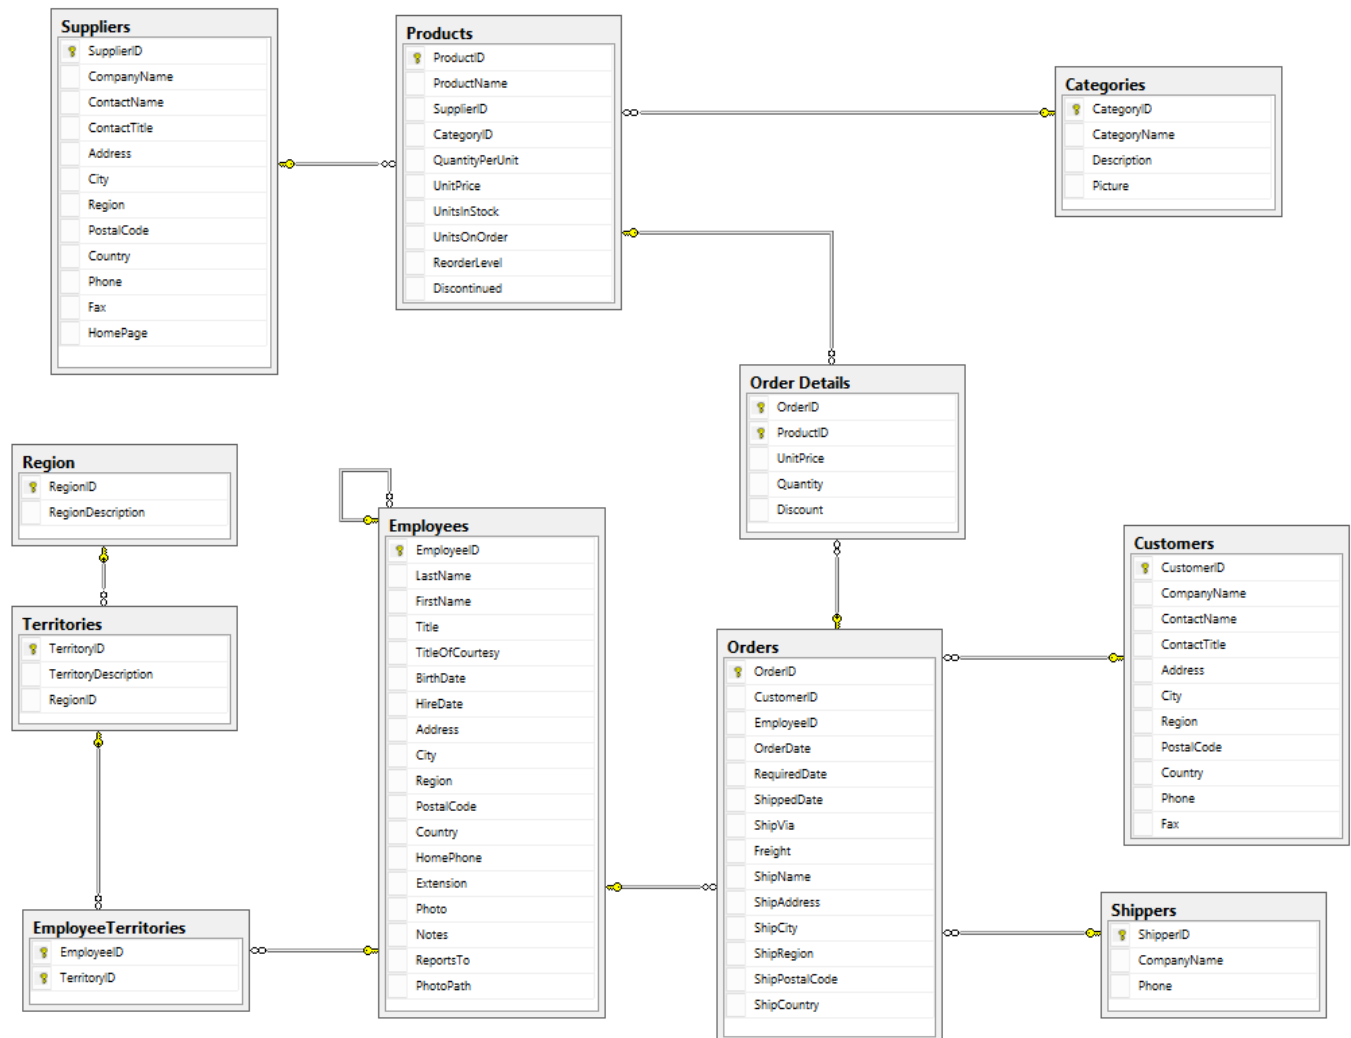 Suppliers
SupplierID
CompanyName
ContactName
ContactTitle
Address
City
Region
PostalCode
Country
Phone
Fax
HomePage
Products
ProductID
ProductName
SupplierID
CategoryID
QuantityPerUnit
UnitPrice
UnitsInStock
UnitsOnOrder
ReorderLevel
Discontinued
Categories
CategoryID
CategoryName
Description
Picture
Order Details
OrderID
ProductID
UnitPrice
Quantity
Discount
Region
RegionID
RegionDescription
Territories
TerritoryID
TerritoryDescription
RegionID
EmployeeTerritories
EmployeeID
TerritoryID
Employees
EmployeeID
LastName
FirstName
Title
TitleOfCourtesy
BirthDate
HireDate
Address
City
Region
PostalCode
Country
HomePhone
Extension
Photo
Notes
ReportsTo
PhotoPath
Orders
OrderID
CustomerID
EmployeeID
OrderDate
RequiredDate
ShippedDate
ShipVia
Freight
ShipName
ShipAddress
ShipCity
ShipRegion
ShipPostalCode
ShipCountry
Customers
CustomerID
CompanyName
ContactName
ContactTitle
Address
City
Region
PostalCode
Country
Phone
Fax
Shippers
ShipperID
CompanyName
Phone